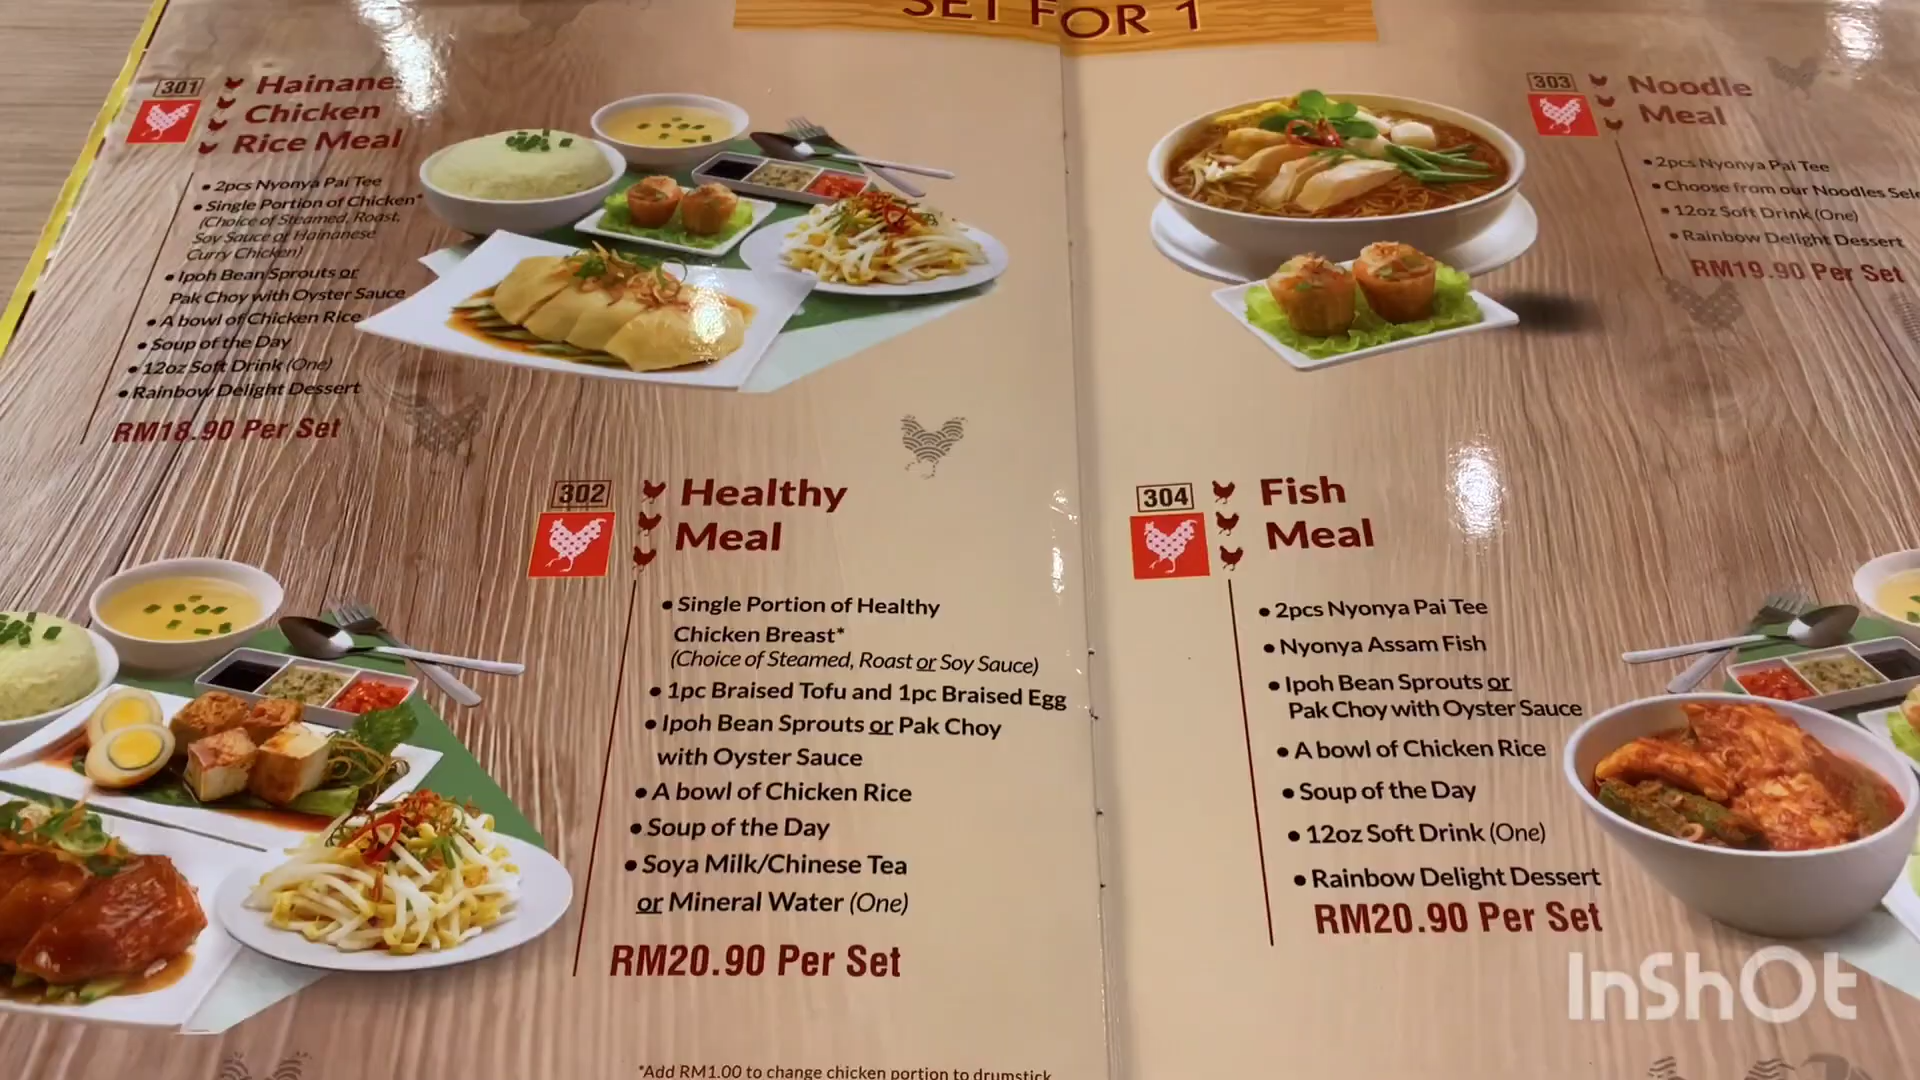 SET FOR 1
301
Hainanes
Chicken
Rice Meal
• 2pcs Nyonya Pai Tee
• Single Portion of Chicken*
(Choice of Steamed, Roast,
Soy Sauce or Hainanese
Curry Chicken)
• Ipoh Bean Sprouts or
Pak Choy with Oyster Sauce
• A bowl of Chicken Rice
• Soup of the Day
• 12oz Soft Drink (One)
• Rainbow Delight Dessert
RM18.90 Per Set
302
Healthy
Meal
• Single Portion of Healthy
Chicken Breast*
(Choice of Steamed, Roast or Soy Sauce)
• 1pc Braised Tofu and 1pc Braised Egg
• Ipoh Bean Sprouts or Pak Choy
with Oyster Sauce
• A bowl of Chicken Rice
• Soup of the Day
• Soya Milk/Chinese Tea
or Mineral Water (One)
RM20.90 Per Set
*Add RM1.00 to change chicken portion to drumstick
303
Noodle
Meal
• 2pcs Nyonya Pai Tee
• Choose from our Noodles Sele
• 12oz Soft Drink (One)
• Rainbow Delight Dessert
RM19.90 Per Set
304
Fish
Meal
• 2pcs Nyonya Pai Tee
• Nyonya Assam Fish
• Ipoh Bean Sprouts or
Pak Choy with Oyster Sauce
• A bowl of Chicken Rice
• Soup of the Day
• 12oz Soft Drink (One)
• Rainbow Delight Dessert
RM20.90 Per Set
InShOt